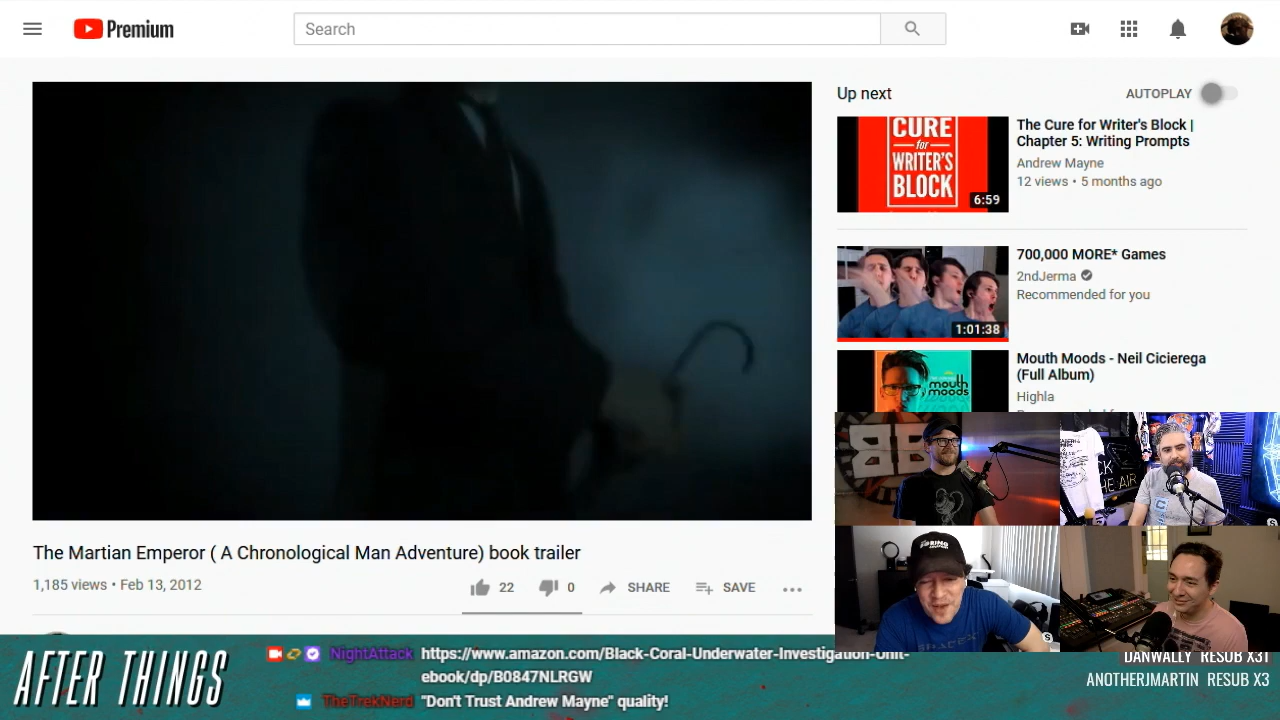 Premium
Search
Up next
AUTOPLAY
CURE
for
WRITER'S
BLOCK
6:59
The Cure for Writer's Block |
Chapter 5: Writing Prompts
Andrew Mayne
12 views • 5 months ago
1:01:38
700,000 MORE* Games
2ndJerma
Recommended for you
mouth
moods
Mouth Moods - Neil Cicierega
(Full Album)
Highla
The Martian Emperor ( A Chronological Man Adventure) book trailer
1,185 views • Feb 13, 2012
22
0
SHARE
SAVE
AFTER THINGS
NightAttack https://www.amazon.com/Black-Coral-Underwater-Investigation-Unit-
ebook/dp/B0847NLRGW
TheTrekNerd "Don't Trust Andrew Mayne" quality!
DANWALLY RESUB X31
ANOTHERJMARTIN RESUB X3